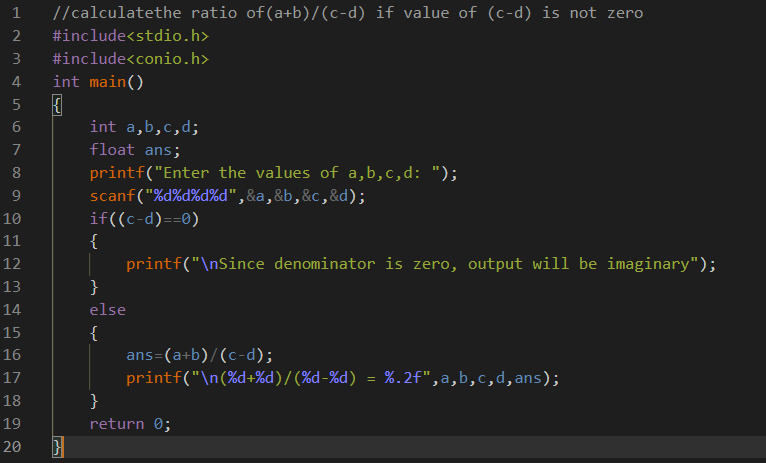 1 //calculatethe ratio of(a+b)/(c-d) if value of (c-d) is not zero
2 #include<stdio.h>
3 #include<conio.h>
4 int main()
5 {
6 int a,b,c,d;
7 float ans;
8 printf("Enter the values of a,b,c,d: ");
9 scanf("%d%d%d%d",&a,&b,&c,&d);
10 if((c-d)==0)
11 {
12 printf("\nSince denominator is zero, output will be imaginary");
13 }
14 else
15 {
16 ans=(a+b)/(c-d);
17 printf("\n(%d+%d)/(%d-%d) = %.2f",a,b,c,d,ans);
18 }
19 return 0;
20 }